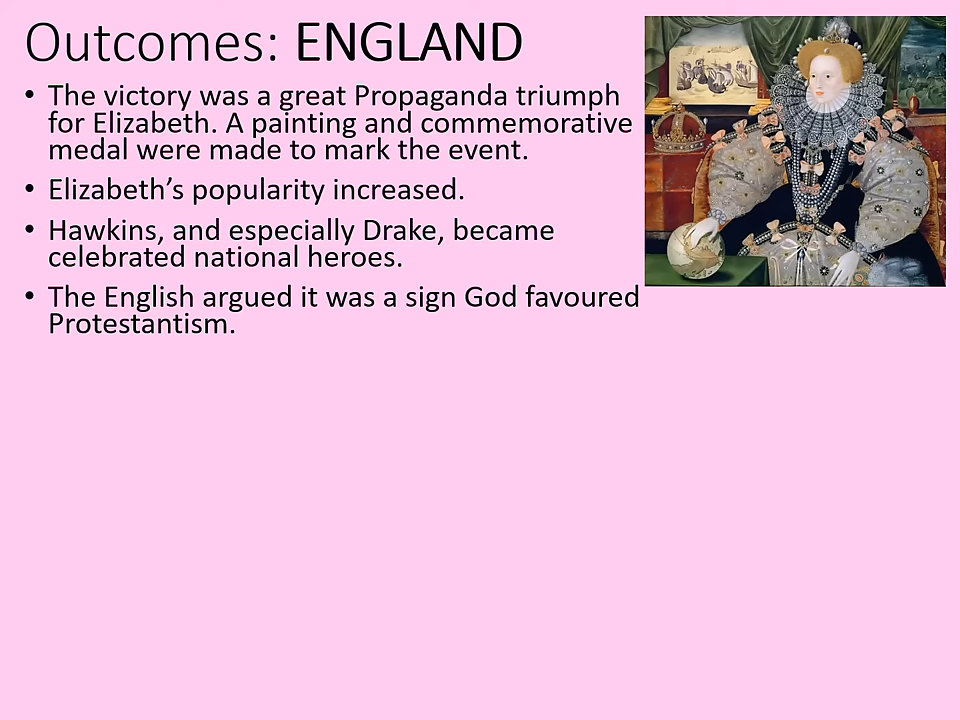 Outcomes: ENGLAND
• The victory was a great Propaganda triumph
for Elizabeth. A painting and commemorative
medal were made to mark the event.
• Elizabeth’s popularity increased.
• Hawkins, and especially Drake, became
celebrated national heroes.
• The English argued it was a sign God favoured
Protestantism.